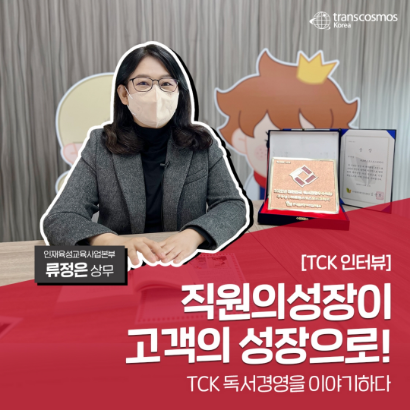 transcosmos
Korea
인재육성교육사업본부
류정은 상무
[TCK 인터뷰]
직원의성장이
고객의 성장으로!
TCK 독서경영을 이야기하다